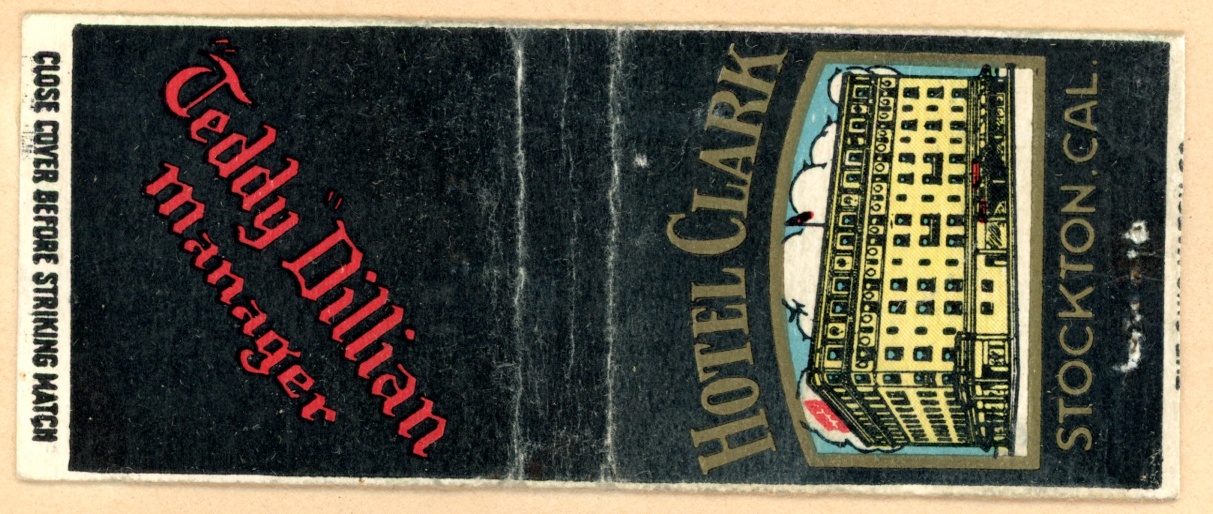 HOTEL CLARK
STOCKTON.CAL.
"Teddy" Dillian
manager
CLOSE COVER BEFORE STRIKING MATCH